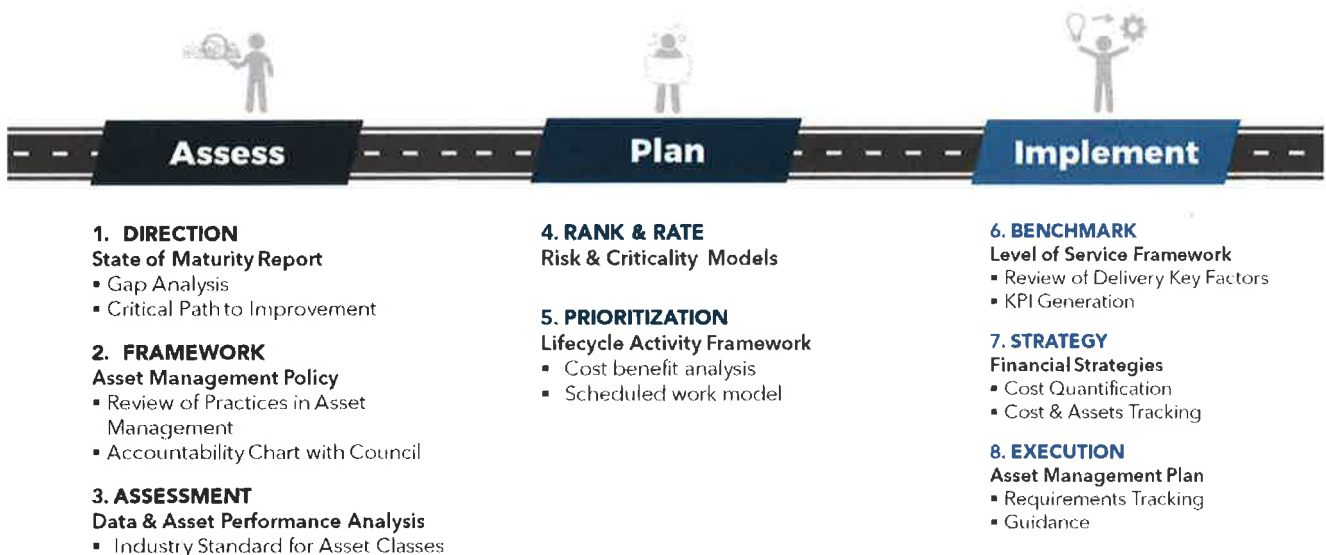 Assess
Plan
Implement
1. DIRECTION
State of Maturity Report
▪ Gap Analysis
▪ Critical Path to Improvement
2. FRAMEWORK
Asset Management Policy
▪ Review of Practices in Asset
Management
▪ Accountability Chart with Council
3. ASSESSMENT
Data & Asset Performance Analysis
▪ Industry Standard for Asset Classes
4. RANK & RATE
Risk & Criticality Models
5. PRIORITIZATION
Lifecycle Activity Framework
▪ Cost benefit analysis
▪ Scheduled work model
6. BENCHMARK
Level of Service Framework
▪ Review of Delivery Key Factors
▪ KPI Generation
7. STRATEGY
Financial Strategies
▪ Cost Quantification
▪ Cost & Assets Tracking
8. EXECUTION
Asset Management Plan
▪ Requirements Tracking
▪ Guidance